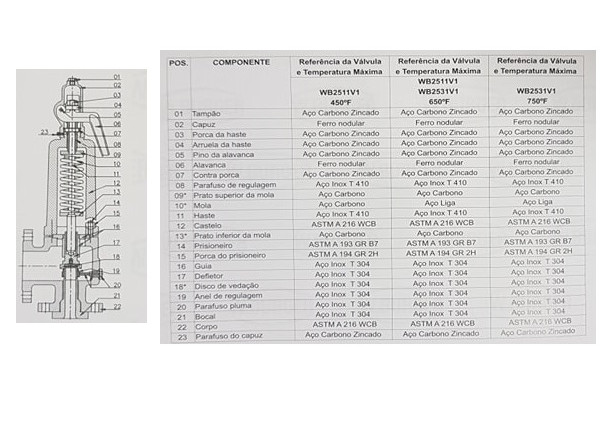 01
02
03
04
05
06
07
23
08
09
10
11
12
13
14
15
16
17
18
19
20
21
22
POS. COMPONENTE Referência da Válvula e Temperatura Máxima Referência da Válvula e Temperatura Máxima Referência da Válvula e Temperatura Máxima
WB2511V1 450ºF WB2511V1 WB2531V1 650ºF WB2531V1 750ºF
01 Tampão Aço Carbono Zincado Aço Carbono Zincado Aço Carbono Zincado
02 Capuz Ferro nodular Ferro nodular Ferro nodular
03 Porca da haste Aço Carbono Zincado Aço Carbono Zincado Aço Carbono Zincado
04 Arruela da haste Aço Carbono Zincado Aço Carbono Zincado Aço Carbono Zincado
05 Pino da alavanca Aço Carbono Zincado Aço Carbono Zincado Aço Carbono Zincado
06 Alavanca Ferro nodular Ferro nodular Ferro nodular
07 Contra porca Aço Carbono Zincado Aço Carbono Zincado Aço Carbono Zincado
08 Parafuso de regulagem Aço Inox T 410 Aço Inox T 410 Aço Inox T 410
09* Prato superior da mola Aço Carbono Aço Carbono Aço Carbono
10* Mola Aço Carbono Aço Liga Aço Liga
11 Haste Aço Inox T 410 Aço Inox T 410 Aço Inox T 410
12 Castelo ASTM A 216 WCB ASTM A 216 WCB ASTM A 216 WCB
13* Prato inferior da mola Aço Carbono Aço Carbono Aço Carbono
14 Prisioneiro ASTM A 193 GR B7 ASTM A 193 GR B7 ASTM A 193 GR B7
15 Porca do prisioneiro ASTM A 194 GR 2H ASTM A 194 GR 2H ASTM A 194 GR 2H
16 Guia Aço Inox T 304 Aço Inox T 304 Aço Inox T 304
17 Defletor Aço Inox T 304 Aço Inox T 304 Aço Inox T 304
18* Disco de vedação Aço Inox T 304 Aço Inox T 304 Aço Inox T 304
19 Anel de regulagem Aço Inox T 304 Aço Inox T 304 Aço Inox T 304
20 Parafuso pluma Aço Inox T 304 Aço Inox T 304 Aço Inox T 304
21 Bocal Aço Inox T 304 Aço Inox T 304 Aço Inox T 304
22 Corpo ASTM A 216 WCB ASTM A 216 WCB ASTM A 216 WCB
23 Parafuso do capuz Aço Carbono Zincado Aço Carbono Zincado Aço Carbono Zincado